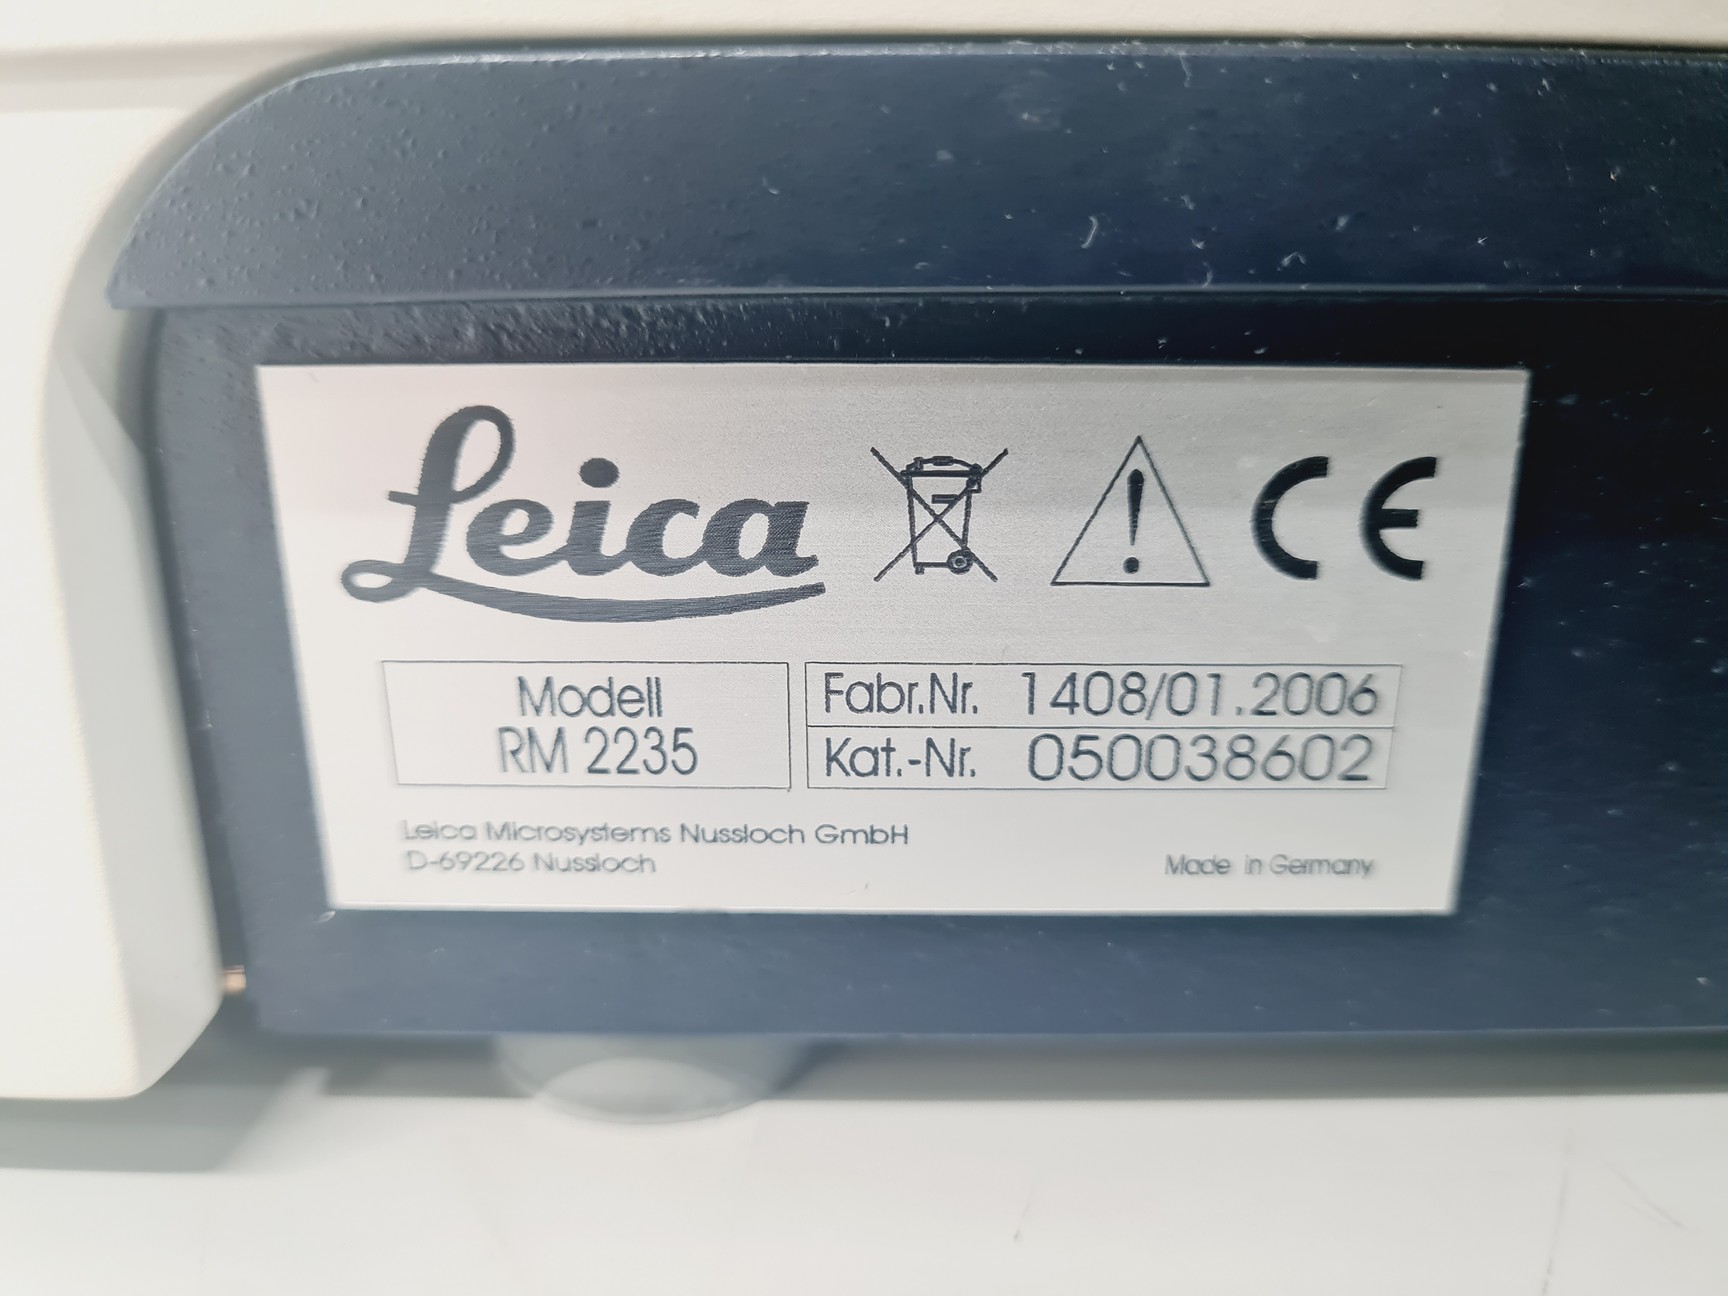 Leica CE
Modell
RM 2235
Fabr.Nr. 1408/01.2006
Kat.-Nr. 050038602
Leica Microsystems Nussloch GmbH
D-69226 Nussloch
Made in Germany